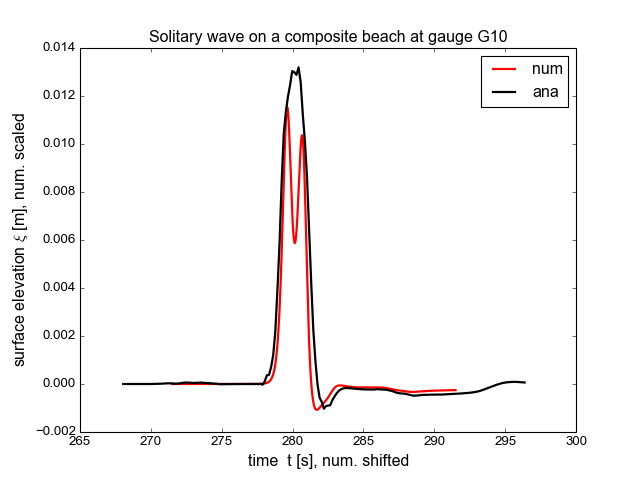 Solitary wave on a composite beach at gauge G10
0.014
0.012
0.010
0.008
0.006
0.004
0.002
0.000
−0.002
surface elevation ξ [m], num. scaled
num
ana
265 270 275 280 285 290 295 300
time  t [s], num. shifted